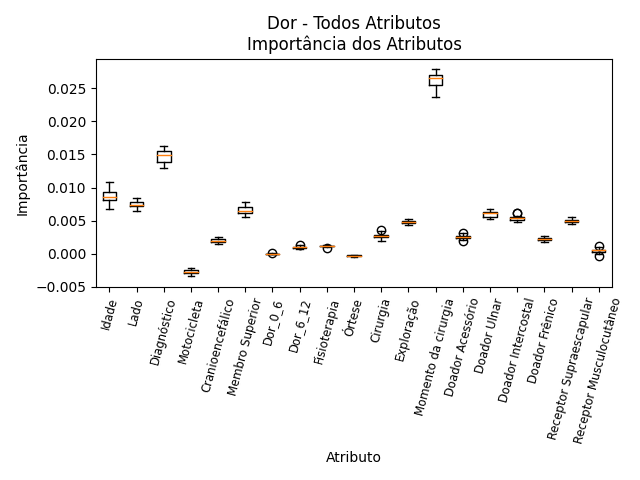 Dor - Todos Atributos
Importância dos Atributos
Importância
0.025
0.020
0.015
0.010
0.005
0.000
−0.005
Idade
Lado
Diagnóstico
Motocicleta
Cranioencefálico
Membro Superior
Dor_0_6
Dor_6_12
Fisioterapia
Órtese
Cirurgia
Exploração
Momento da cirurgia
Doador Acessório
Doador Ulnar
Doador Intercostal
Doador Frênico
Receptor Supraescapular
Receptor Musculocutâneo
Atributo